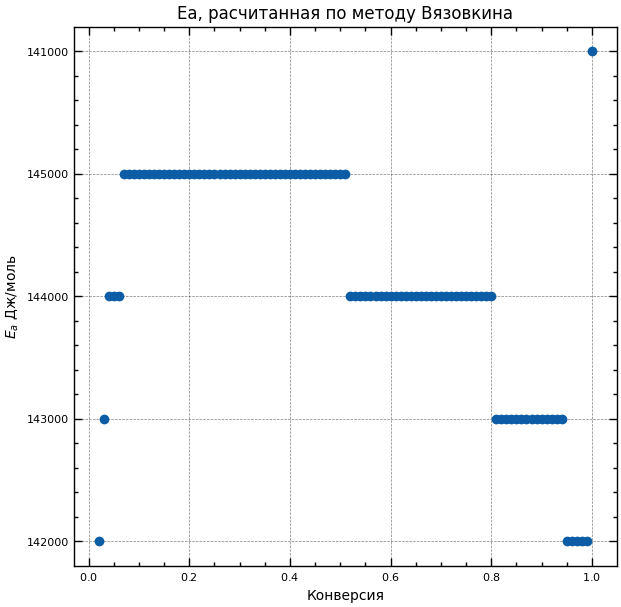 Ea, расчитанная по методу Вязовкина
141000
145000
144000
143000
142000
E_a Дж/моль
0.0 0.2 0.4 0.6 0.8 1.0
Конверсия